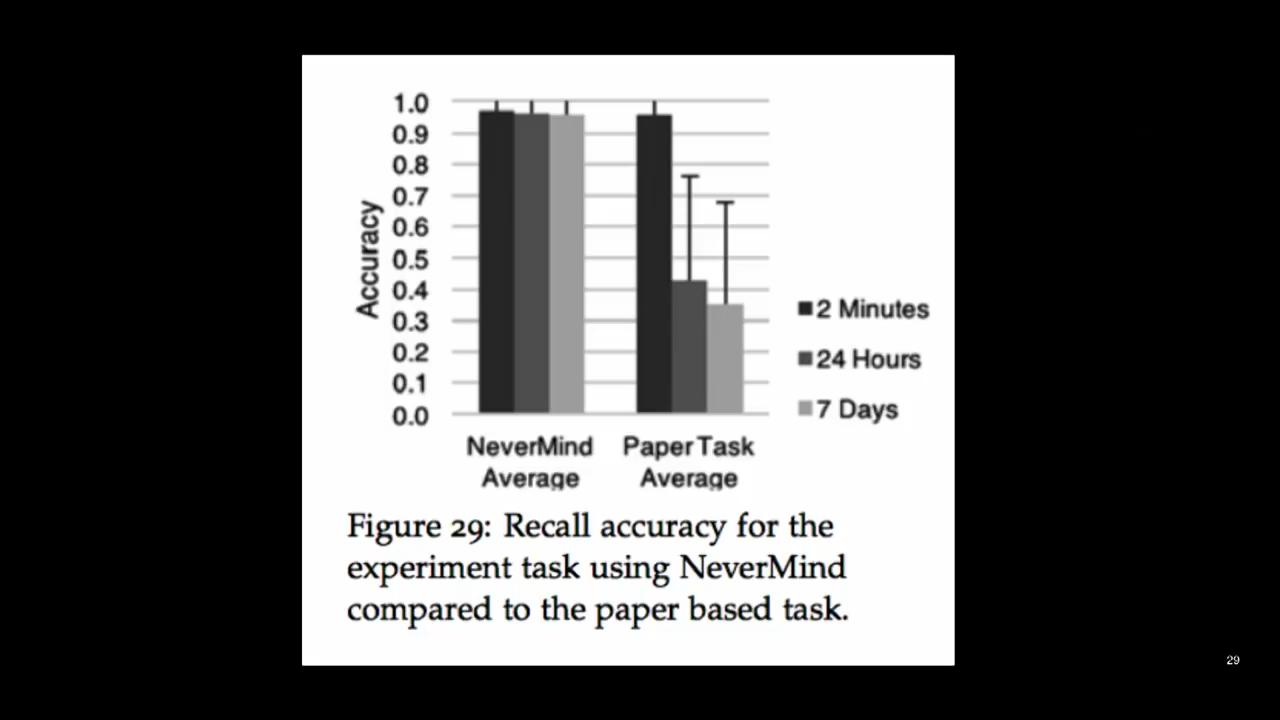 1.0
0.9
0.8
0.7
0.6
0.5
0.4
0.3
0.2
0.1
0.0
Accuracy
NeverMind
Average
Paper Task
Average
2 Minutes
24 Hours
7 Days
Figure 29: Recall accuracy for the
experiment task using NeverMind
compared to the paper based task.
29